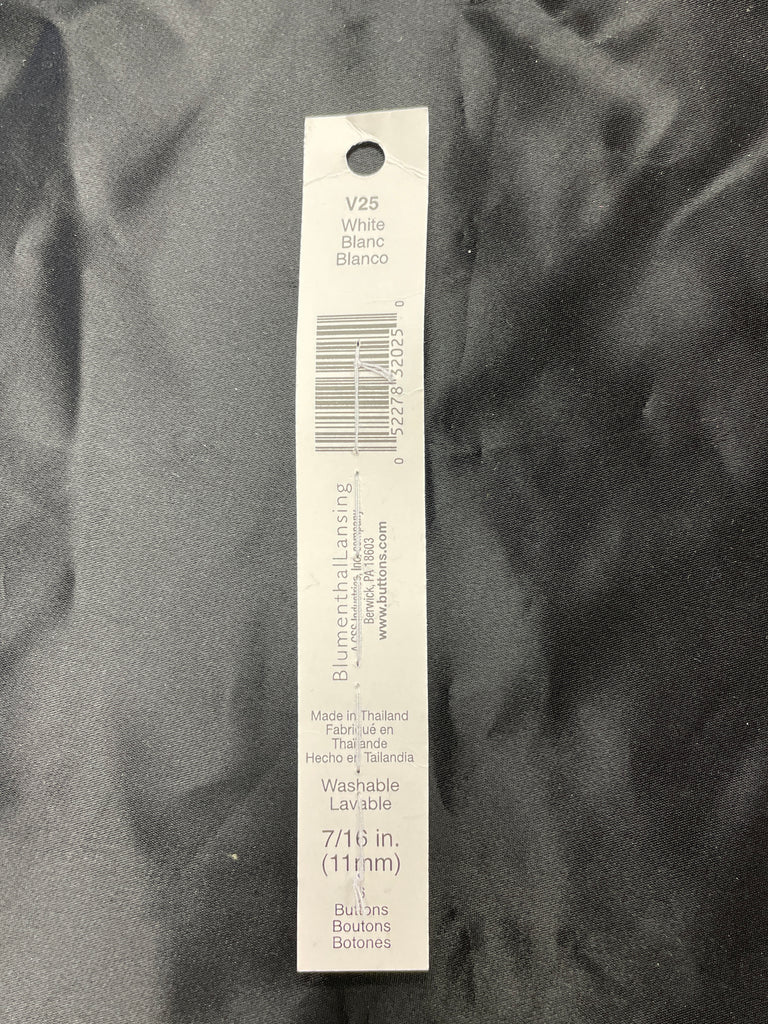 V25
White
Blanc
Blanco
0 52278 32025 0
BlumenthalLansing
A CSS Industries, Inc. company
Berwick, PA 18603
www.buttons.com
Made in Thailand
Fabriqué en
Thaïlande
Hecho en Tailandia
Washable
Lavable
7/16 in.
(11mm)
Buttons
Boutons
Botones